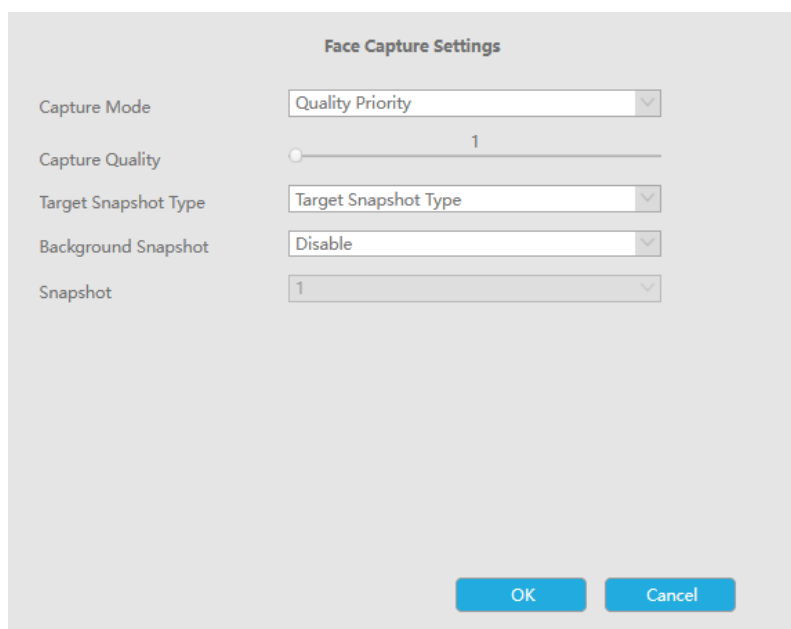 Face Capture Settings
Capture Mode Quality Priority
1
Capture Quality
Target Snapshot Type Target Snapshot Type
Background Snapshot Disable
Snapshot 1
OK Cancel